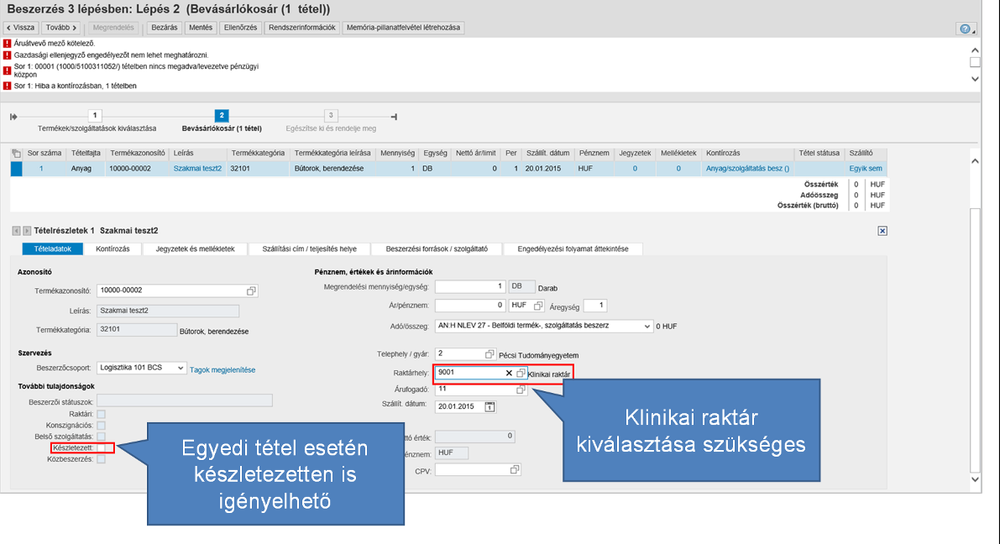 Beszerzés 3 lépésben: Lépés 2 (Bevásárlókosár (1 tétel))
Vissza Tovább Megrendelés Bezárás Mentés Ellenőrzés Rendszerinformációk Memória-pillanatfelvétel létrehozása
Áruátvevő mező kötelező.
Gazdasági ellenjegyző engedélyezőt nem lehet meghatározni.
Sor 1: 00001 (1000/5100311052/) tételben nincs megadva/levezetve pénzügyi
központ
Sor 1: Hiba a kontírozásban, 1 tételben
1 2 3
Termékek/szolgáltatások kiválasztása Bevásárlókosár (1 tétel) Egészítse ki és rendelje meg
Sor száma Tételfajta Termékazonosító Leírás Termékkategória Termékkategória leírása Mennyiség Egység Nettó ár/limit Per Szállít. dátum Pénznem Jegyzetek Mellékletek Kontírozás Tétel státusa Szállító
1 Anyag 10000-00002 Szakmai teszt2 32101 Bútorok, berendezése 1 DB 0 1 20.01.2015 HUF 0 0 Anyag/szolgáltatás besz () Egyik sem
Összérték 0 HUF
Adóösszeg 0 HUF
Összérték (bruttó) 0 HUF
Tételrészletek 1 Szakmai teszt2
Tételadatok Kontírozás Jegyzetek és mellékletek Szállítási cím / teljesítés helye Beszerzési források / szolgáltató Engedélyezési folyamat áttekintése
Azonosító
Termékazonosító: 10000-00002
Leírás: Szakmai teszt2
Termékkategória: 32101 Bútorok, berendezése
Szervezés
Beszerzőcsoport: Logisztika 101 BCS Tagok megjelenítése
További tulajdonságok
Beszerzői státuszok:
Raktári:
Konszignációs:
Belső szolgáltatás:
Készletezett:
Közbeszerzés:
Pénznem, értékek és árinformációk
Megrendelési mennyiség/egység: 1 DB Darab
Ár/pénznem: 0 HUF Áregység 1
Adó/összeg: AN:H NLEV 27 - Belföldi termék-, szolgáltatás beszerz 0 HUF
Telephely / gyár: 2 Pécsi Tudományegyetem
Raktárhely: 9001 Klinikai raktár
Árufogadó: 11
Szállít. dátum: 20.01.2015
ttó érték: 0
énznem: HUF
CPV:
Egyedi tétel esetén
készletezetten is
igényelhető
Klinikai raktár
kiválasztása szükséges